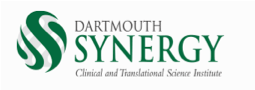 DARTMOUTH
SYNERGY
Clinical and Translational Science Institute